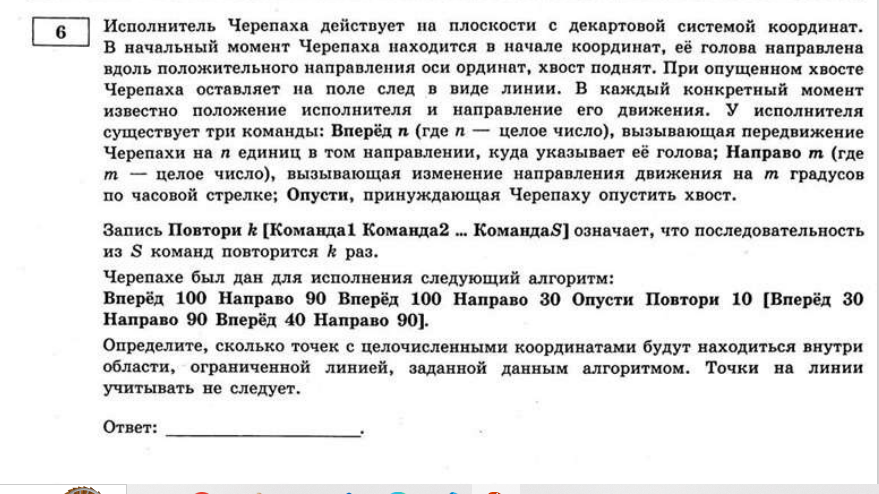 6
Исполнитель Черепаха действует на плоскости с декартовой системой координат.
В начальный момент Черепаха находится в начале координат, её голова направлена
вдоль положительного направления оси ординат, хвост поднят. При опущенном хвосте
Черепаха оставляет на поле след в виде линии. В каждый конкретный момент
известно положение исполнителя и направление его движения. У исполнителя
существует три команды: Вперёд n (где n — целое число), вызывающая передвижение
Черепахи на n единиц в том направлении, куда указывает её голова; Направо m (где
m — целое число), вызывающая изменение направления движения на m градусов
по часовой стрелке; Опусти, принуждающая Черепаху опустить хвост.
Запись Повтори k [Команда1 Команда2 ... КомандаS] означает, что последовательность
из S команд повторится k раз.
Черепахе был дан для исполнения следующий алгоритм:
Вперёд 100 Направо 90 Вперёд 100 Направо 30 Опусти Повтори 10 [Вперёд 30
Направо 90 Вперёд 40 Направо 90].
Определите, сколько точек с целочисленными координатами будут находиться внутри
области, ограниченной линией, заданной данным алгоритмом. Точки на линии
учитывать не следует.
Ответ: ____________________.